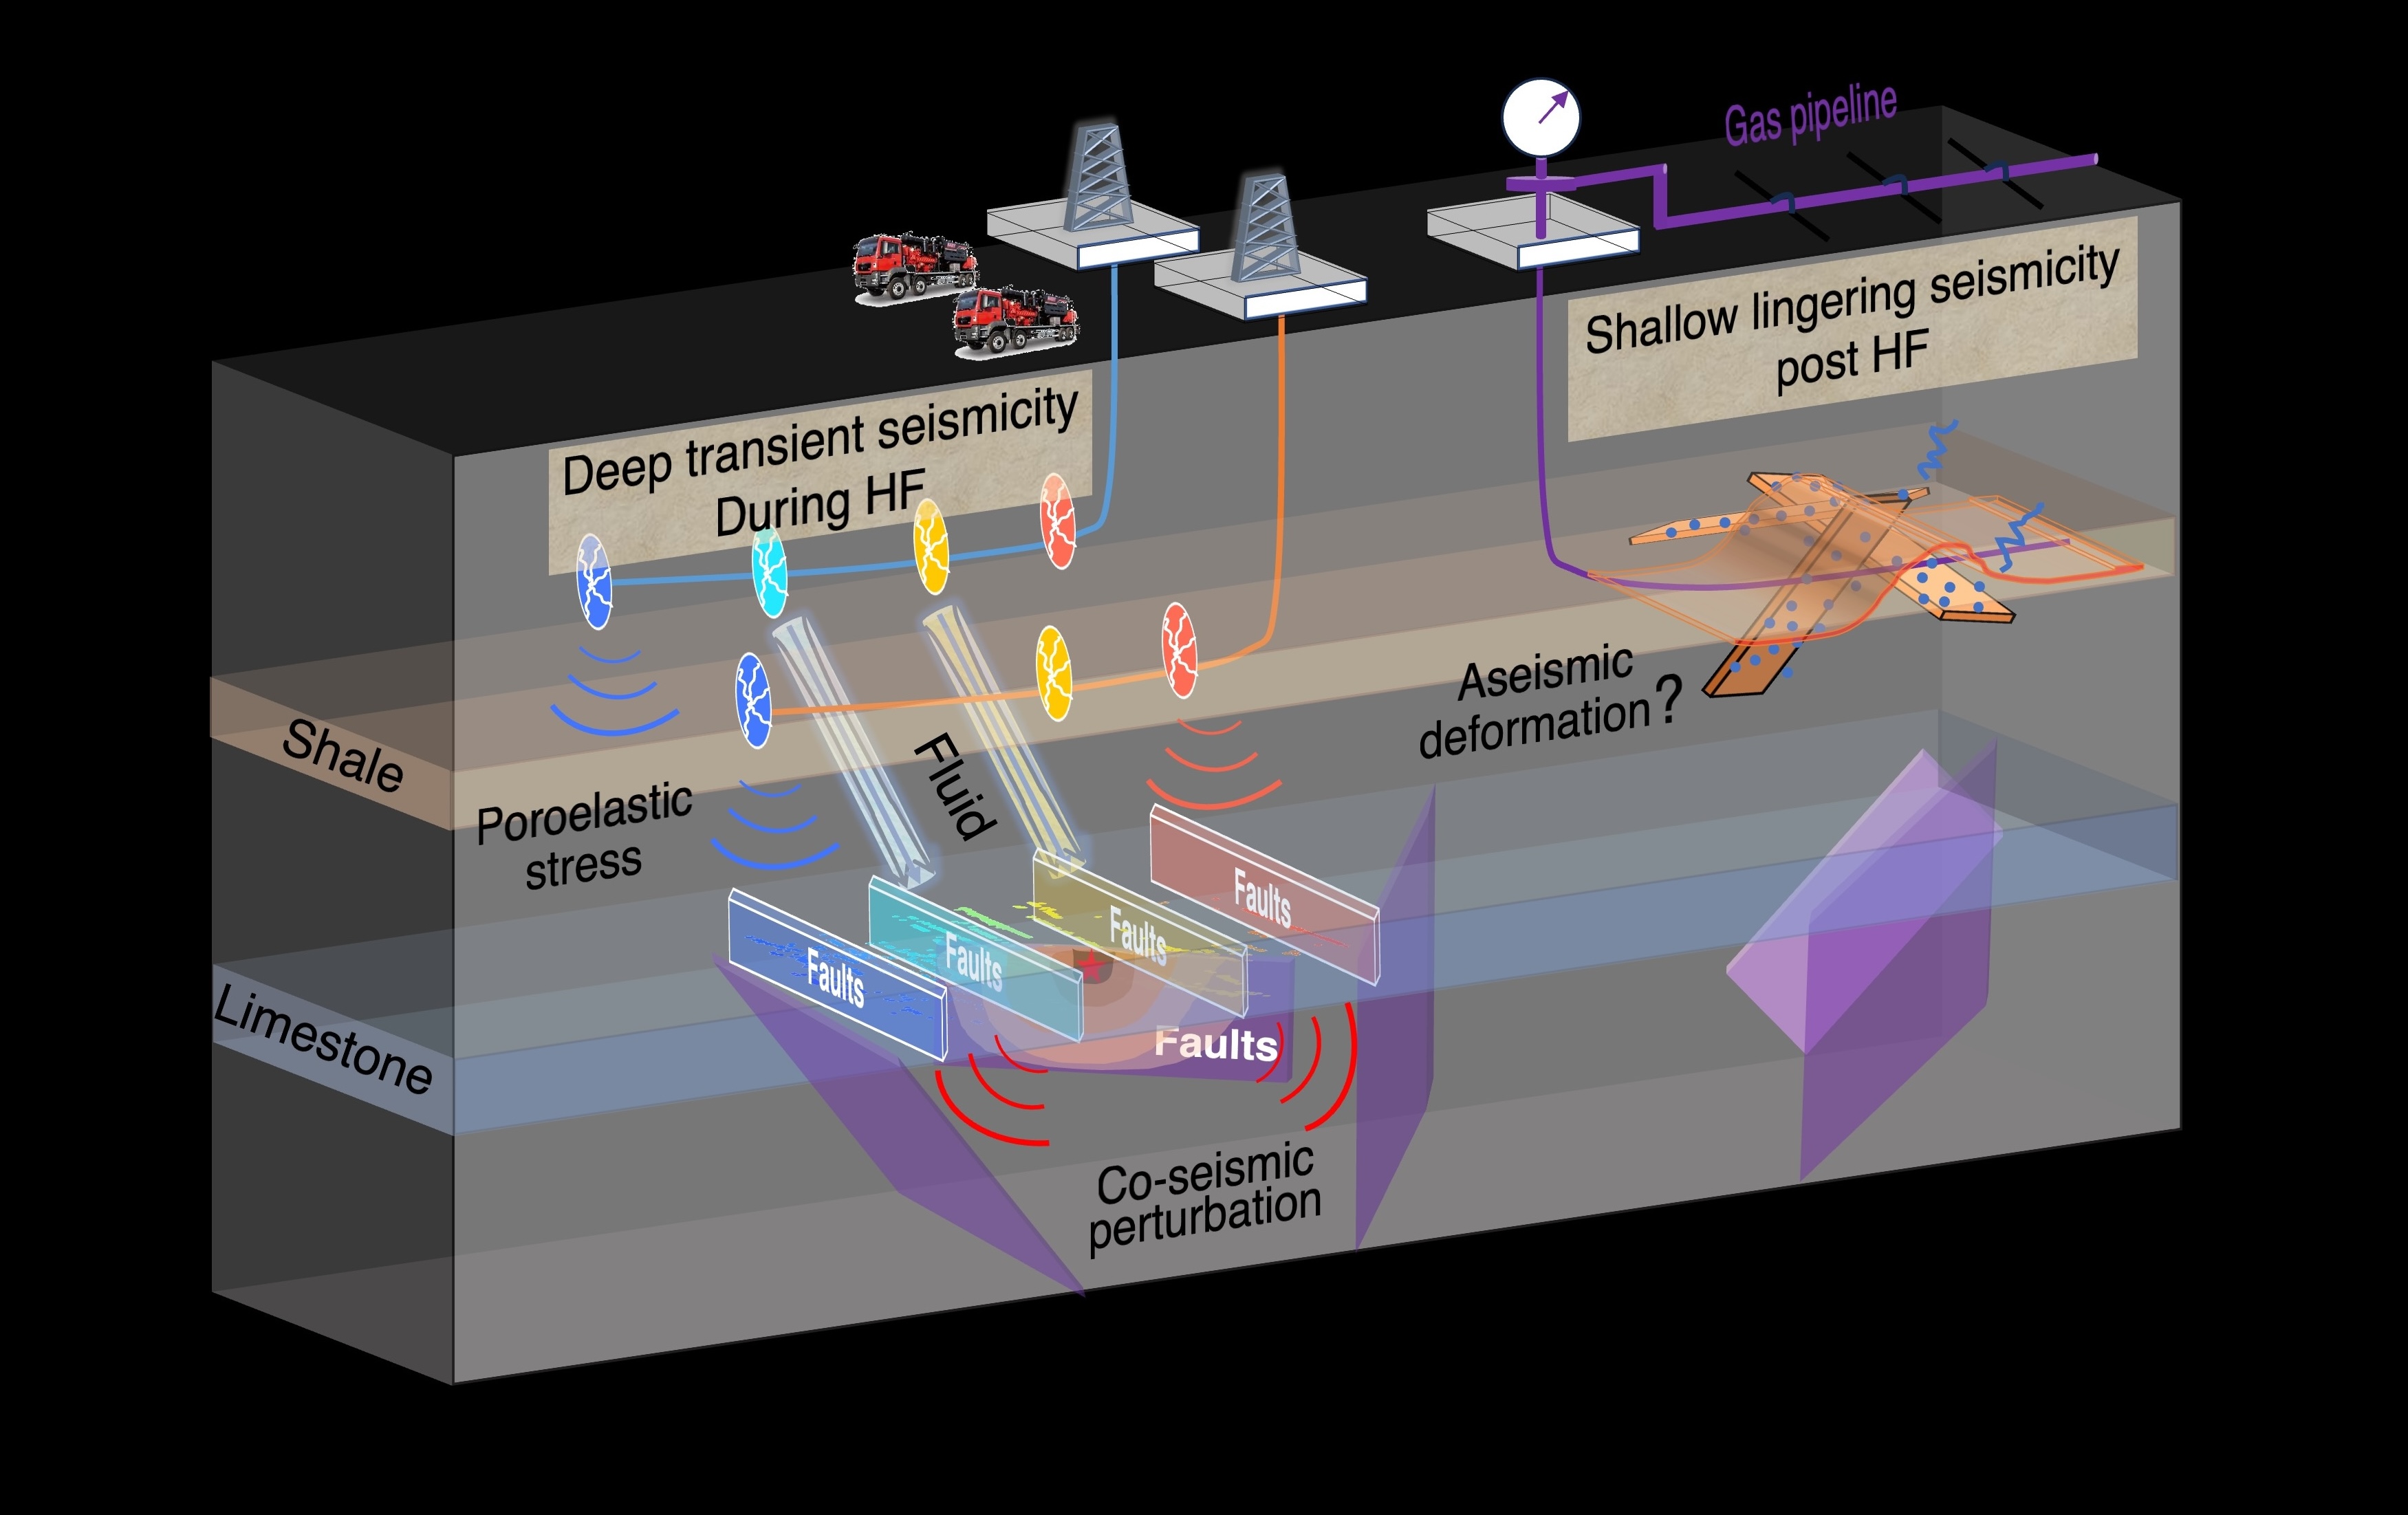 Gas pipeline
Shallow lingering seismicity
post HF
Deep transient seismicity
During HF
Shale
Aseismic
deformation?
Fluid
Poroelastic
stress
Faults
Faults
Faults
Faults
Faults
Limestone
Co-seismic
perturbation